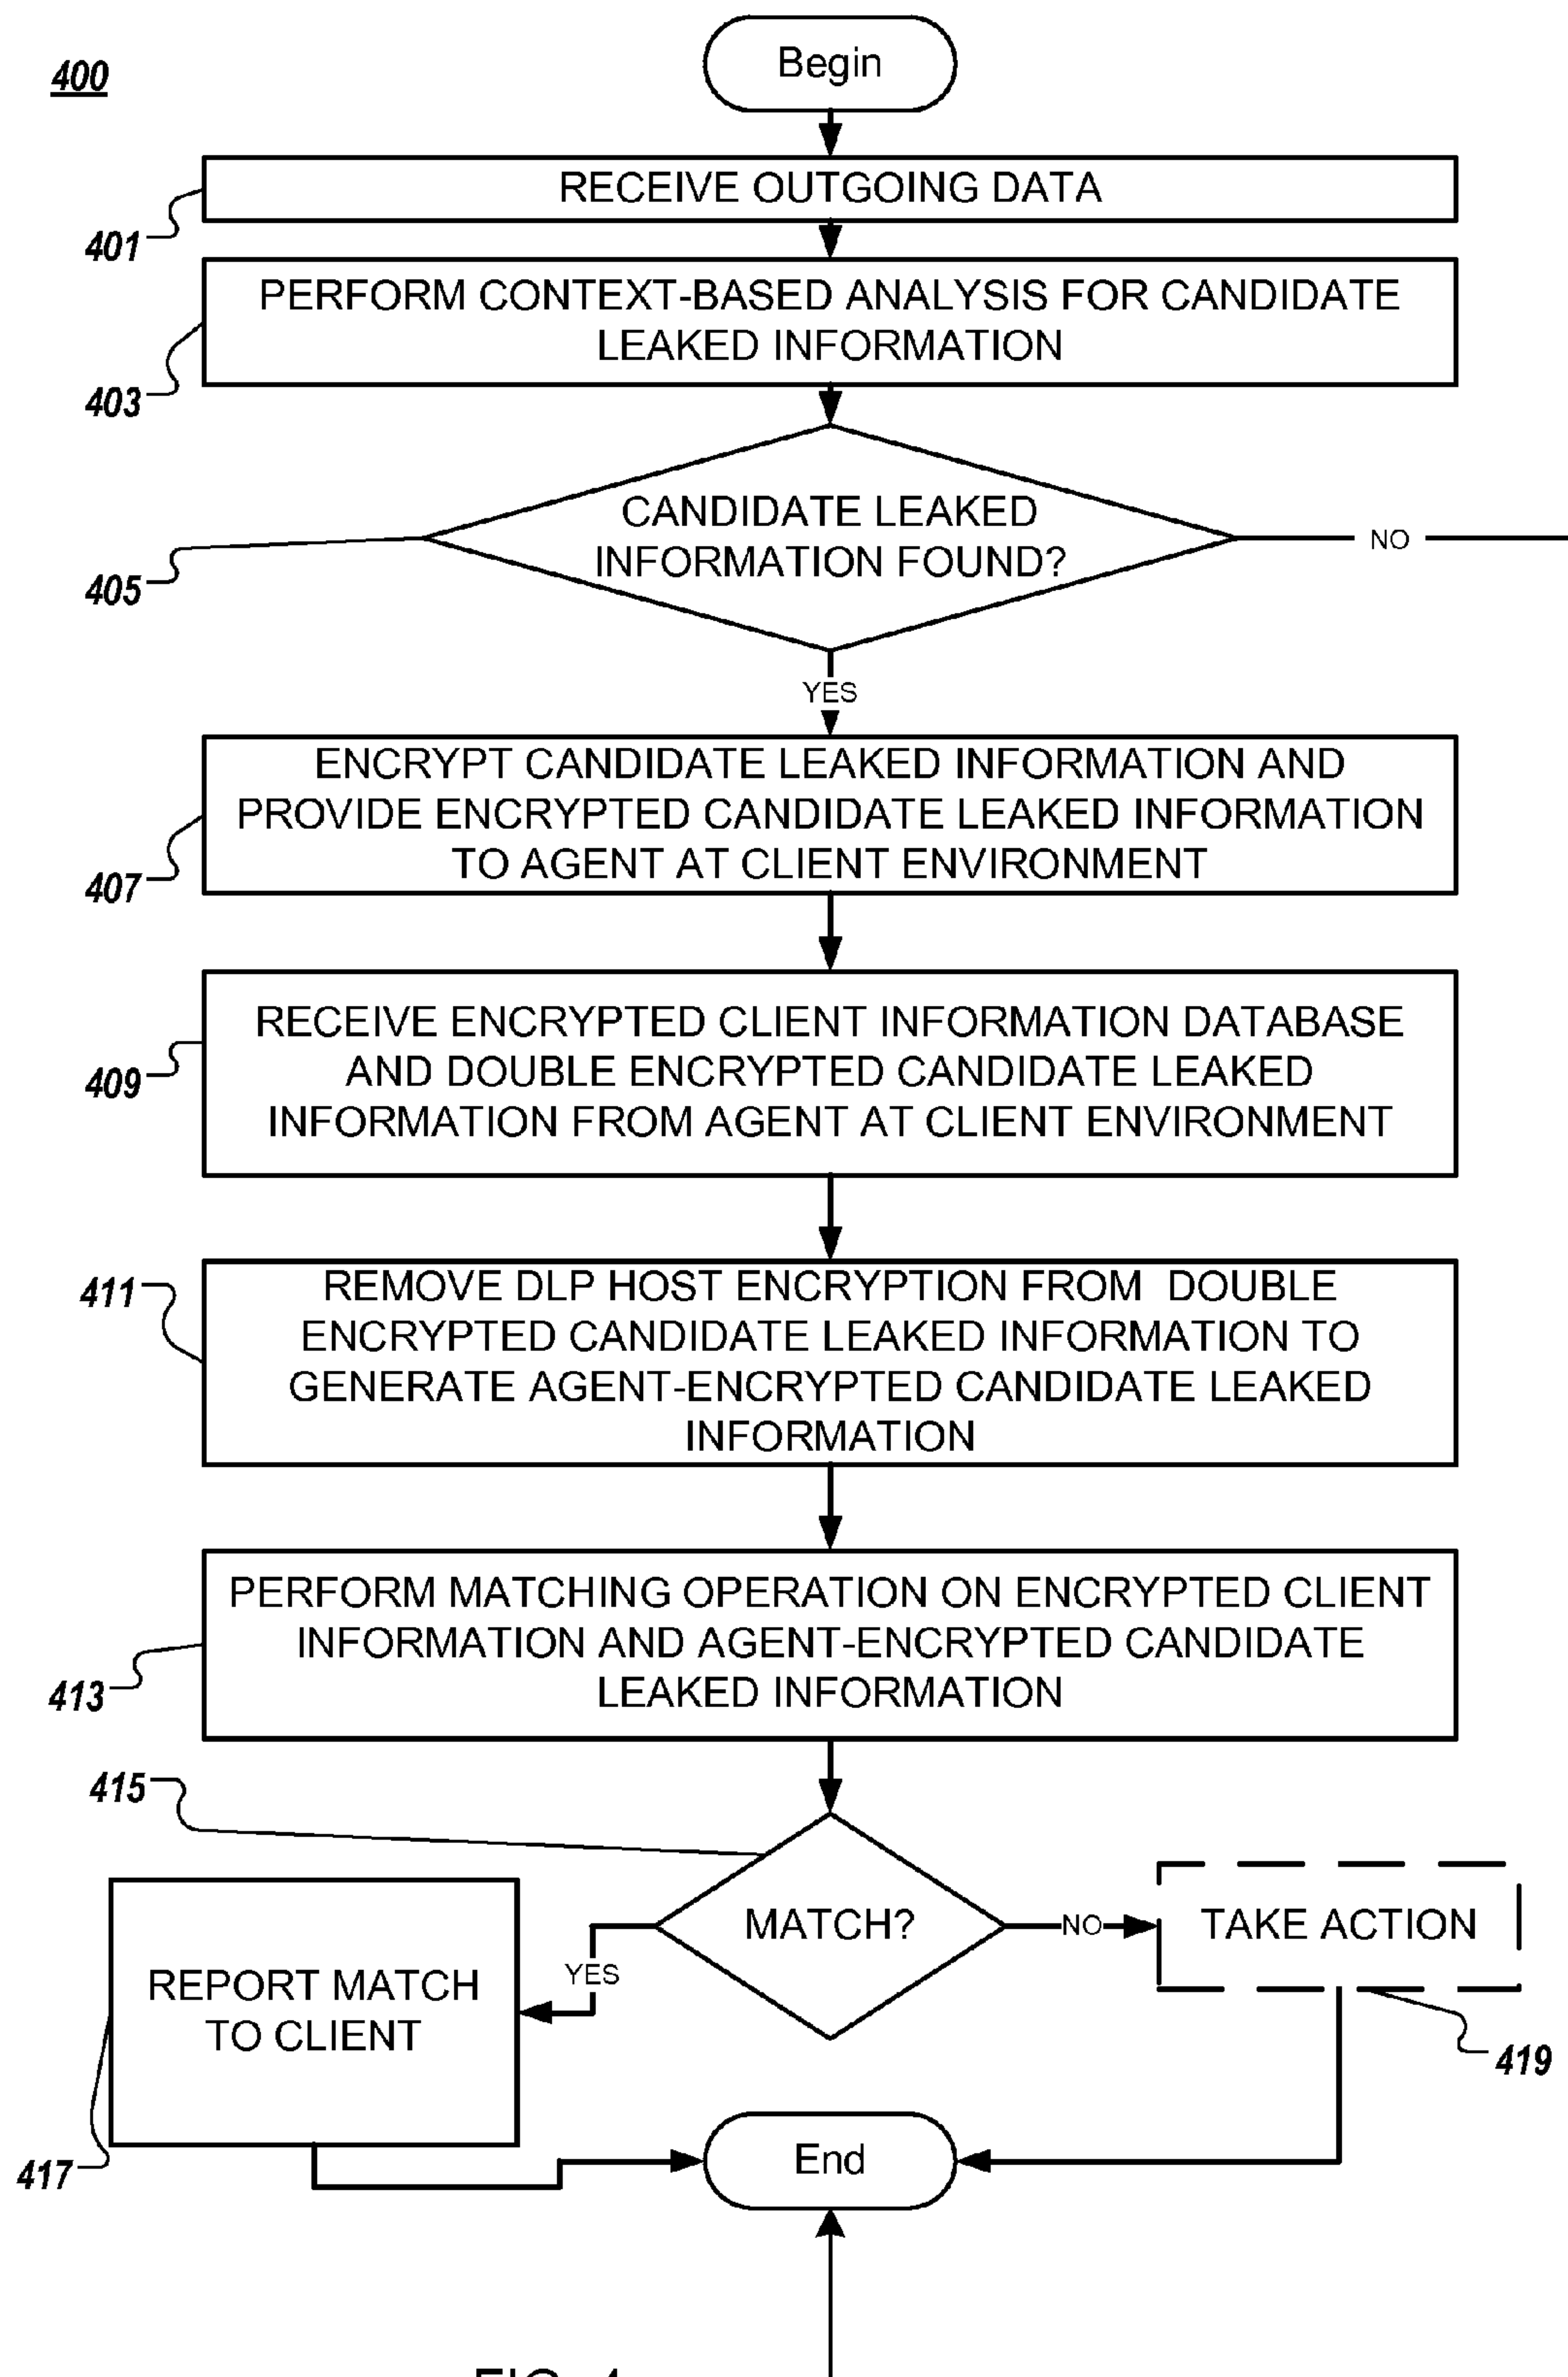 400
Begin
RECEIVE OUTGOING DATA
401
PERFORM CONTEXT-BASED ANALYSIS FOR CANDIDATE
LEAKED INFORMATION
403
CANDIDATE LEAKED
INFORMATION FOUND?
NO
405
YES
ENCRYPT CANDIDATE LEAKED INFORMATION AND
PROVIDE ENCRYPTED CANDIDATE LEAKED INFORMATION
TO AGENT AT CLIENT ENVIRONMENT
407
RECEIVE ENCRYPTED CLIENT INFORMATION DATABASE
AND DOUBLE ENCRYPTED CANDIDATE LEAKED
INFORMATION FROM AGENT AT CLIENT ENVIRONMENT
409
411
REMOVE DLP HOST ENCRYPTION FROM DOUBLE
ENCRYPTED CANDIDATE LEAKED INFORMATION TO
GENERATE AGENT-ENCRYPTED CANDIDATE LEAKED
INFORMATION
PERFORM MATCHING OPERATION ON ENCRYPTED CLIENT
INFORMATION AND AGENT-ENCRYPTED CANDIDATE
LEAKED INFORMATION
413
415
MATCH?
NO
TAKE ACTION
YES
REPORT MATCH
TO CLIENT
419
417
End